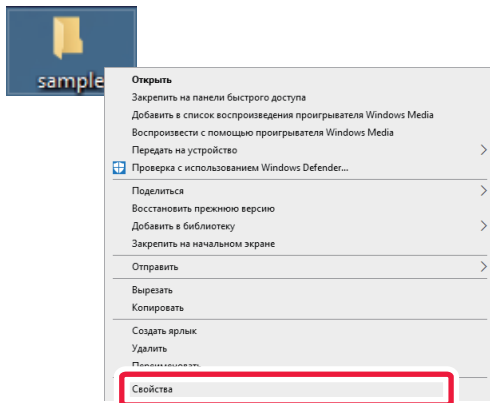 sample
Открыть
Закрепить на панели быстрого доступа
Добавить в список воспроизведения проигрывателя Windows Media
Воспроизвести с помощью проигрывателя Windows Media
Передать на устройство
Проверка с использованием Windows Defender...
Поделиться
Восстановить прежнюю версию
Добавить в библиотеку
Закрепить на начальном экране
Отправить
Вырезать
Копировать
Создать ярлык
Удалить
Переименовать
Свойства